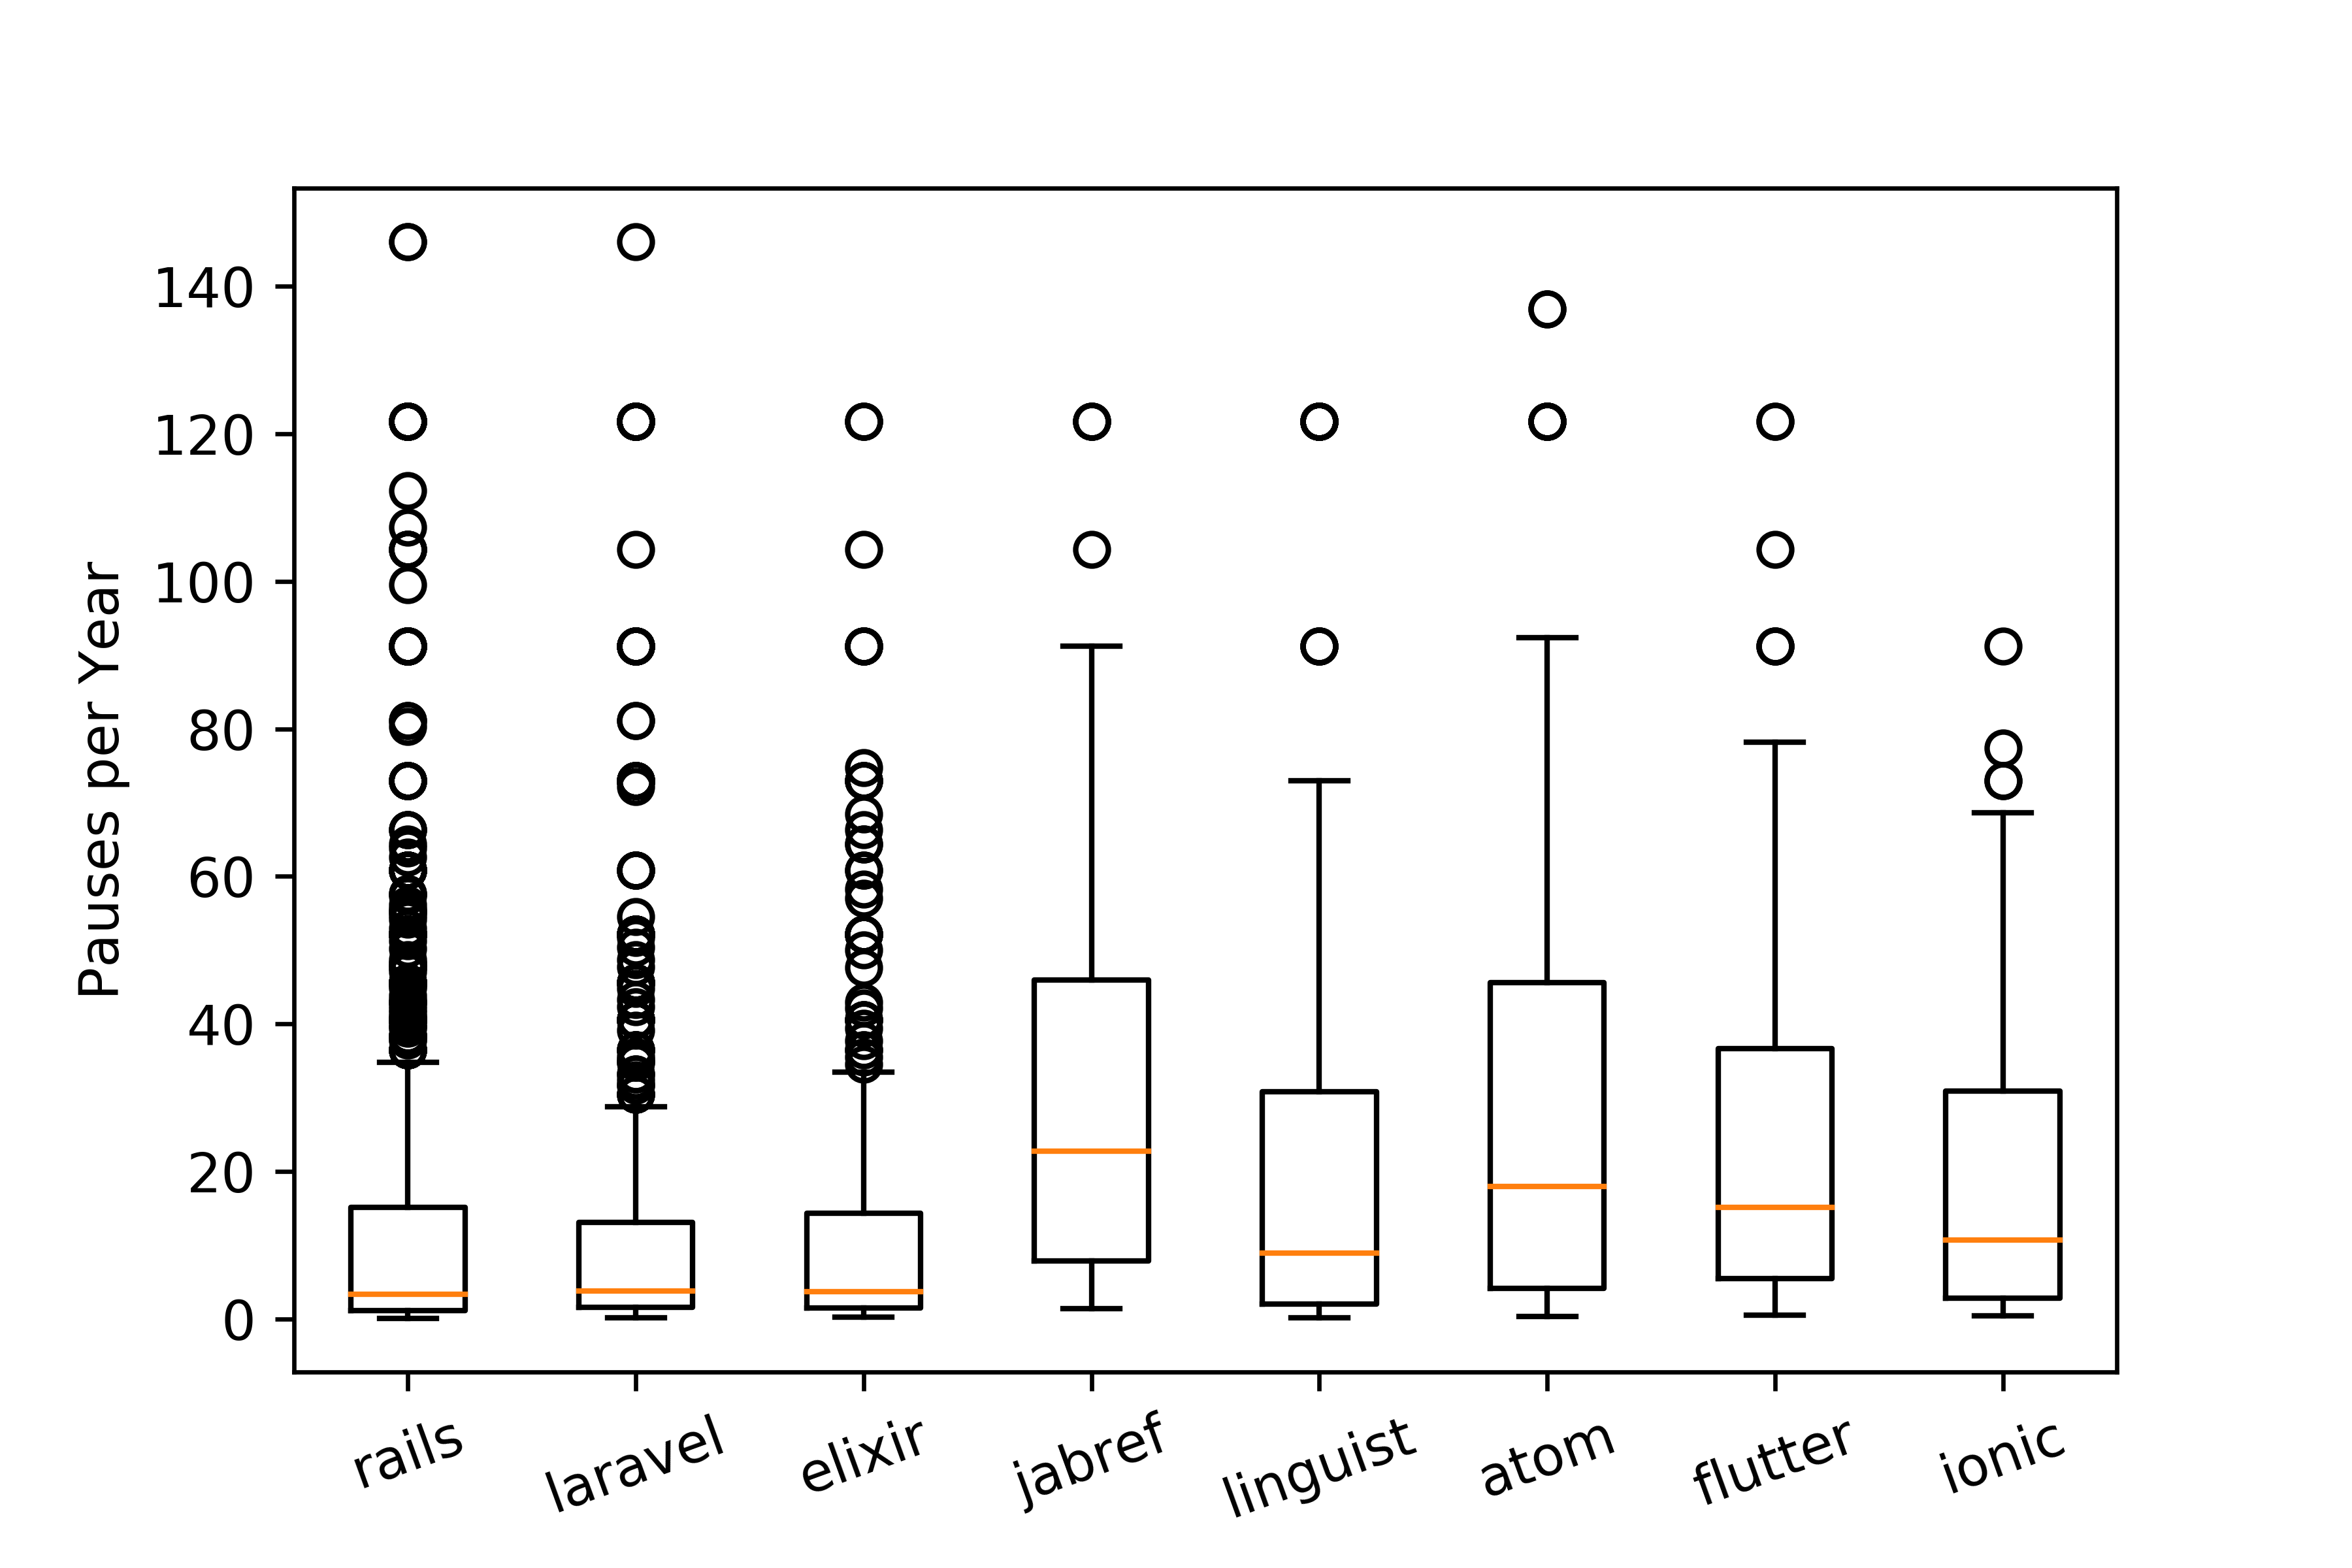 140
120
100
80
60
40
20
0
Pauses per Year
rails
laravel
elixir
jabref
linguist
atom
flutter
ionic